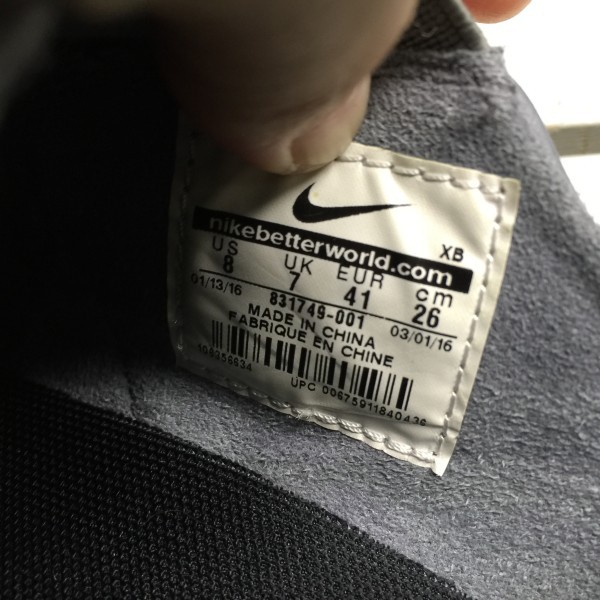 nikebetterworld.com
XB
US UK EUR cm
8 7 41 26
01/13/16 831749-001 03/01/16
MADE IN CHINA
FABRIQUE EN CHINE
UPC